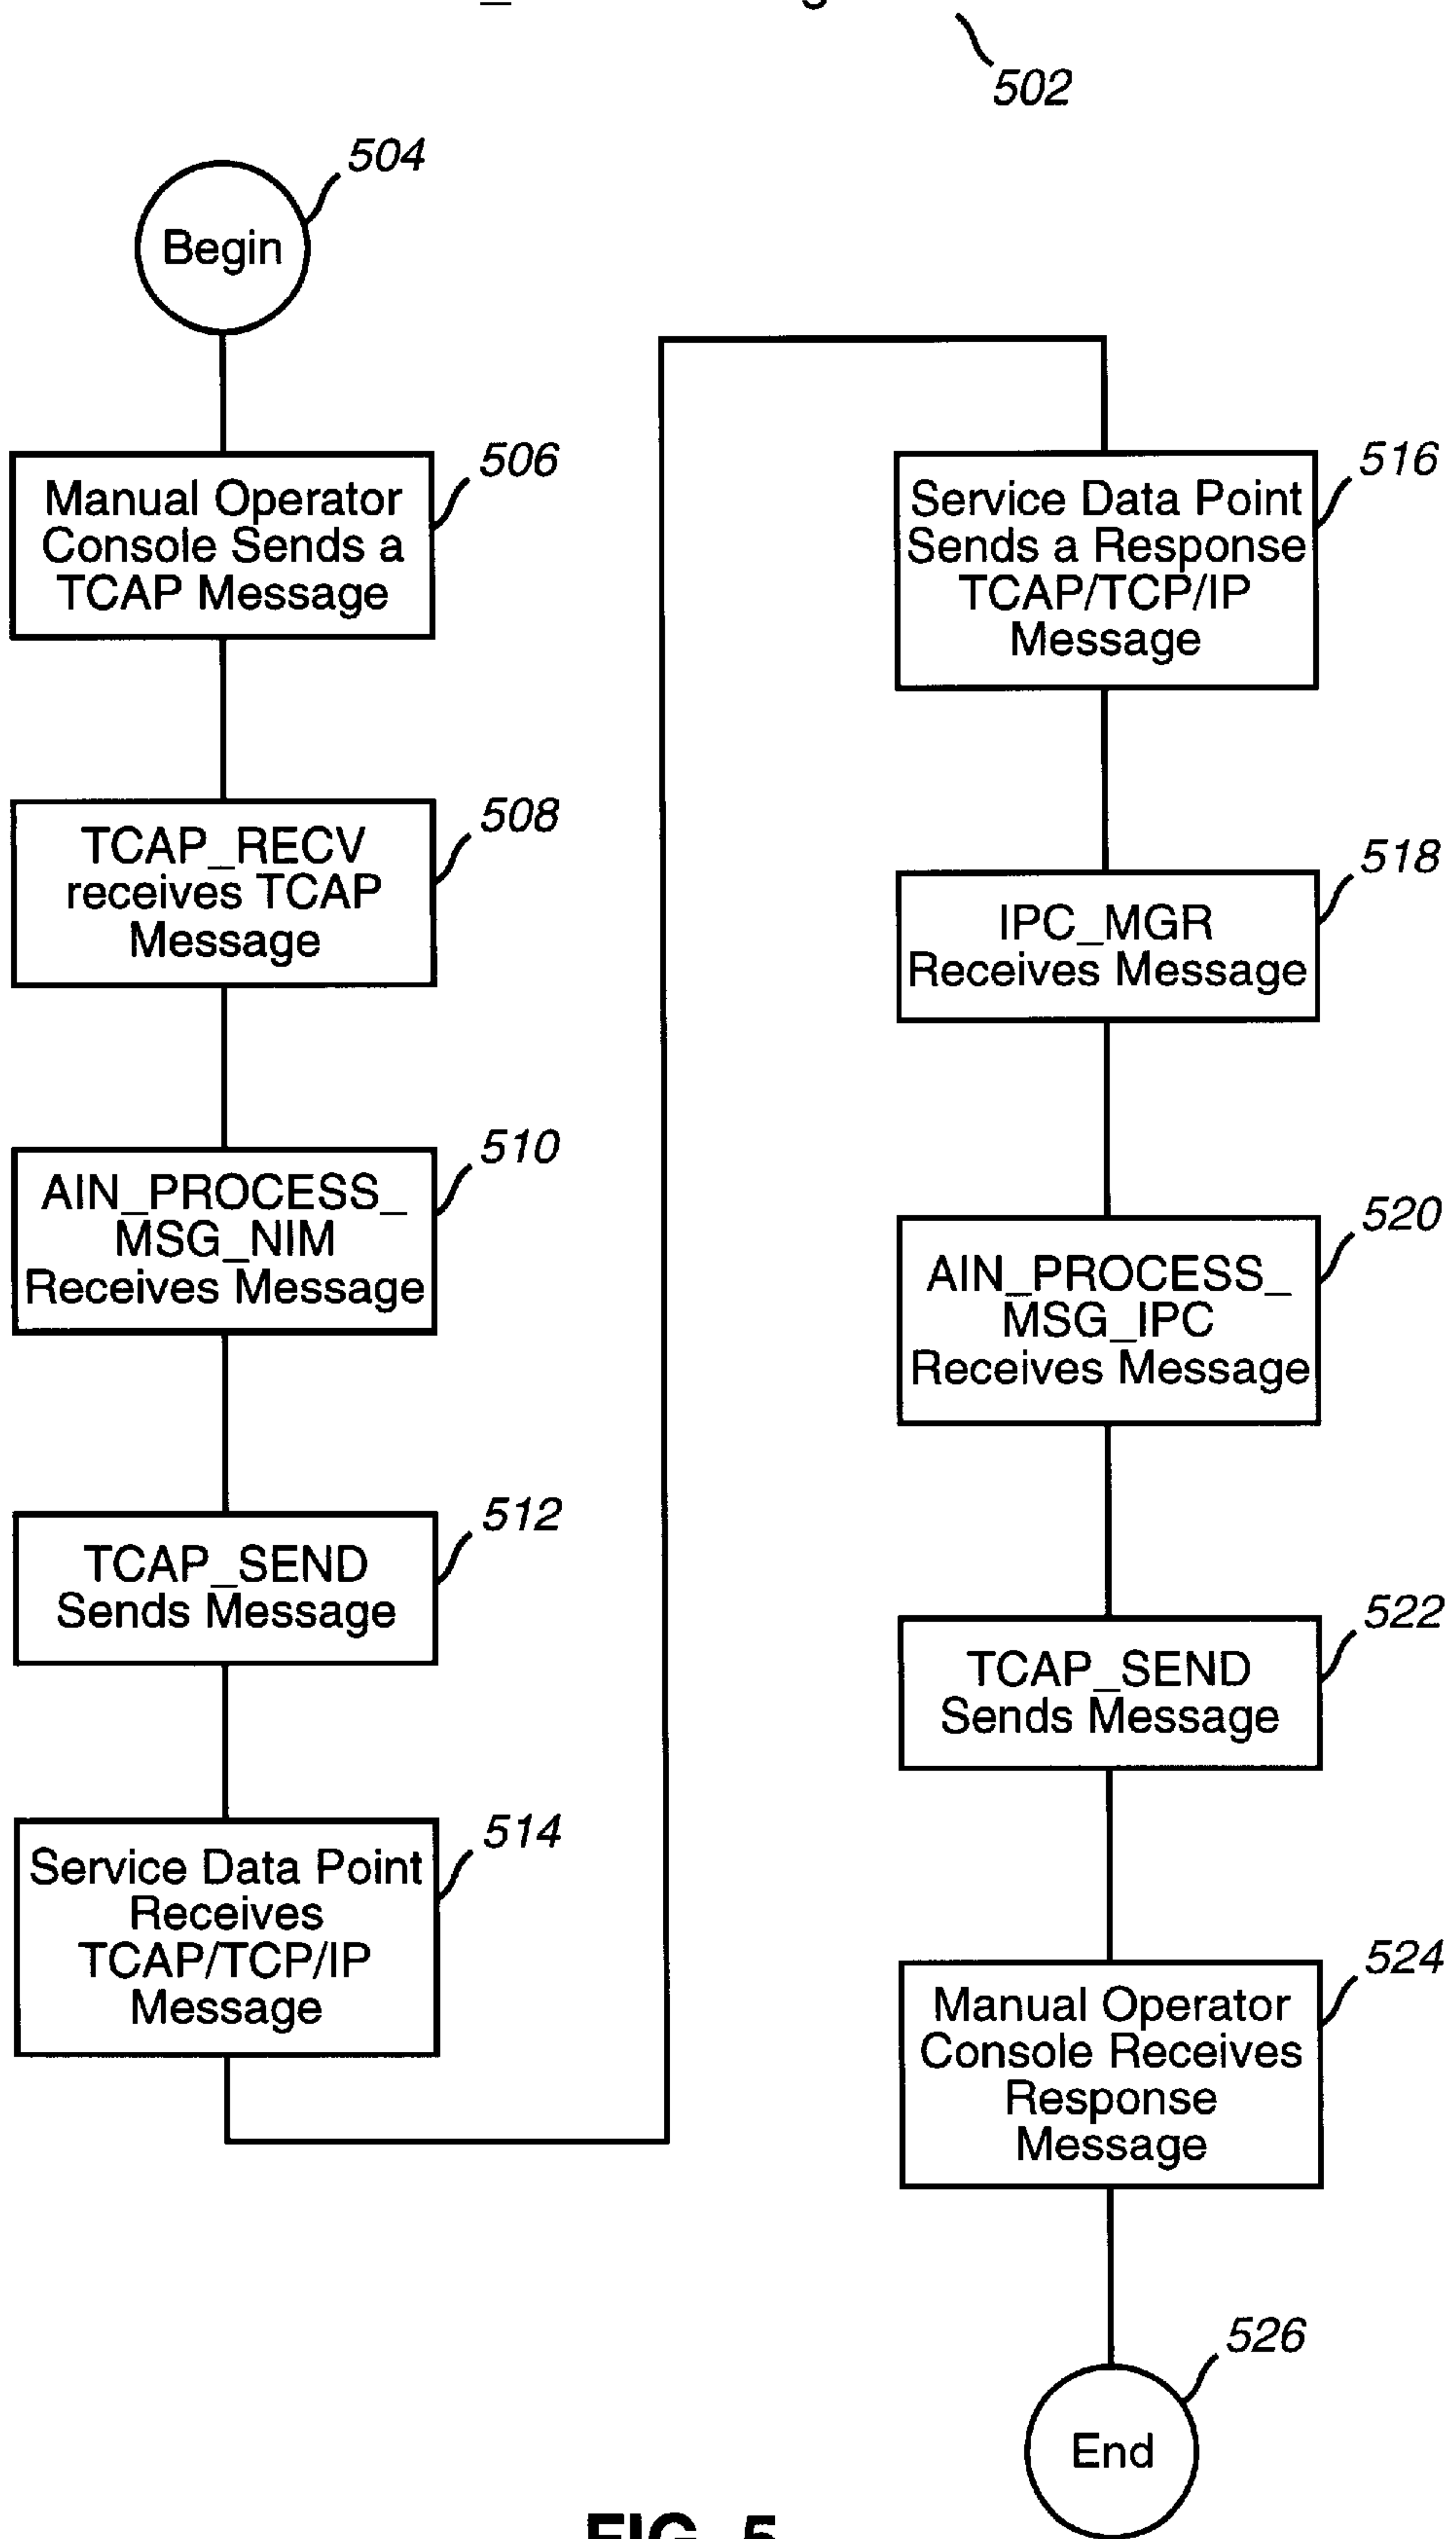 502
504
Begin
506
Manual Operator
Console Sends a
TCAP Message
508
TCAP_RECV
receives TCAP
Message
510
AIN_PROCESS_
MSG_NIM
Receives Message
512
TCAP_SEND
Sends Message
514
Service Data Point
Receives
TCAP/TCP/IP
Message
516
Service Data Point
Sends a Response
TCAP/TCP/IP
Message
518
IPC_MGR
Receives Message
520
AIN_PROCESS_
MSG_IPC
Receives Message
522
TCAP_SEND
Sends Message
524
Manual Operator
Console Receives
Response
Message
526
End
FIG. 5